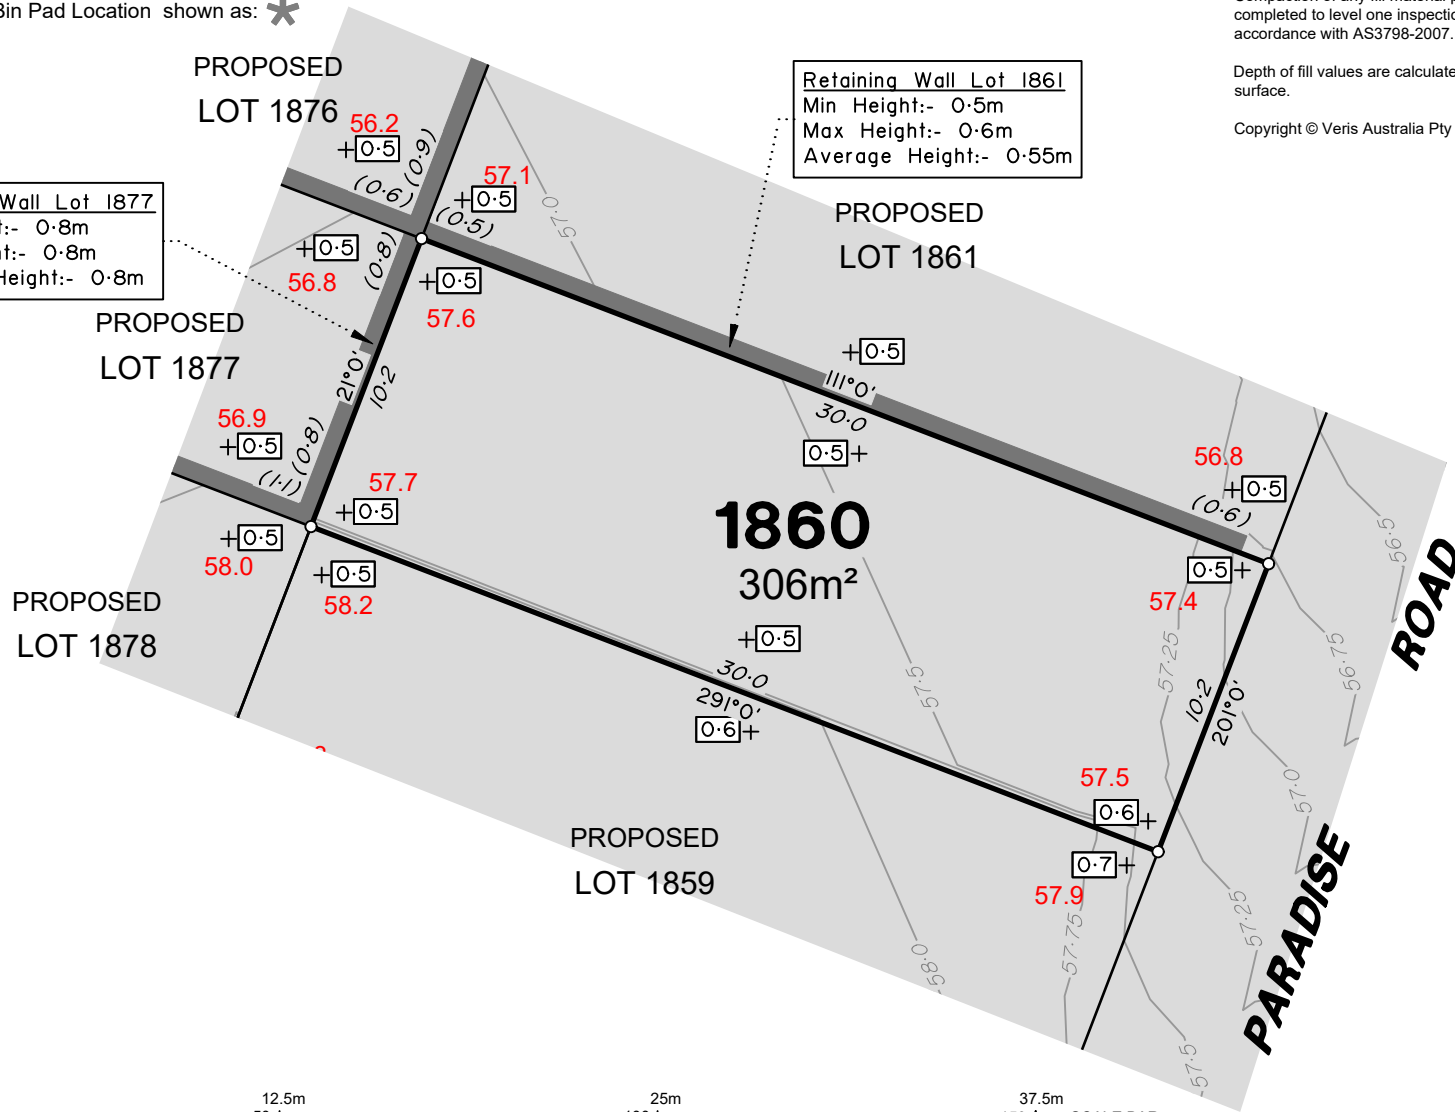 Bin Pad Location shown as:
completed to level one inspectio
accordance with AS3798-2007.
Depth of fill values are calculate
surface.
Copyright © Veris Australia Pty
PROPOSED
LOT 1876
56.2
0·5
(0·9)
(0·6)
Retaining Wall Lot 1861
Min Height:- 0·5m
Max Height:- 0·6m
Average Height:- 0·55m
57.1
0·5
(0·5)
57·0
PROPOSED
LOT 1861
Wall Lot 1877
t:- 0·8m
ht:- 0·8m
Height:- 0·8m
0·5
56.8
(0·8)
0·5
57.6
PROPOSED
LOT 1877
21°0'
10·2
0·5
111°0'
30·0
0·5
56.9
0·5
(0·8)
(1·1)
57.7
0·5
56.8
0·5
(0·6)
1860
306m²
0·5
58.0
0·5
58.2
0·5
57.4
56·5
ROAD
PROPOSED
LOT 1878
0·5
30·0
291°0'
0·6
57·5
57·25
56·75
10·2
201°0'
57.5
0·6
57·0
0·7
57.9
PROPOSED
LOT 1859
58·0
57·75
57·25
PARADISE
57·5
12.5m
25m
37.5m